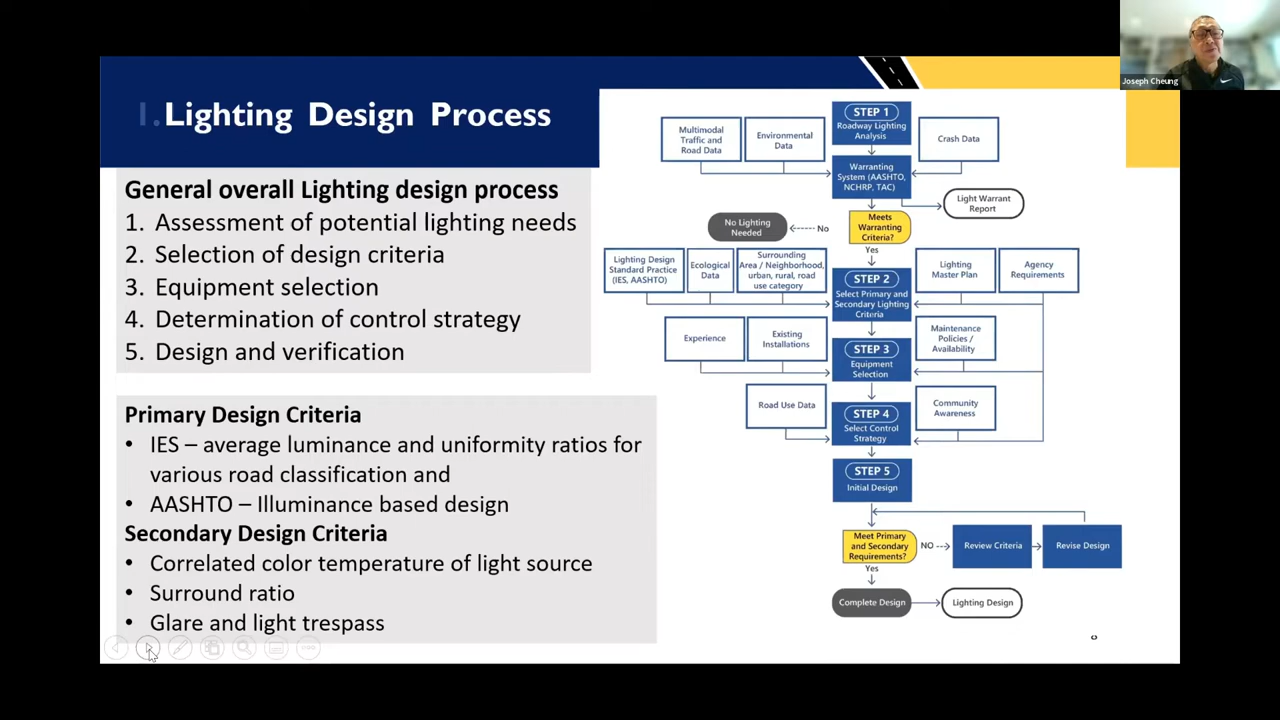 Joseph Cheung
I. Lighting Design Process
General overall Lighting design process
1. Assessment of potential lighting needs
2. Selection of design criteria
3. Equipment selection
4. Determination of control strategy
5. Design and verification
Primary Design Criteria
• IES – average luminance and uniformity ratios for
various road classification and
• AASHTO – Illuminance based design
Secondary Design Criteria
• Correlated color temperature of light source
• Surround ratio
• Glare and light trespass
STEP 1
Roadway Lighting
Analysis
Multimodal
Traffic and
Road Data
Environmental
Data
Crash Data
Warranting
System (AASHTO,
NCHRP, TAC)
Light Warrant
Report
Meets
Warranting
Criteria?
No
No Lighting
Needed
Yes
Lighting Design
Standard Practice
(IES, AASHTO)
Ecological
Data
Surrounding
Area / Neighborhood,
urban, rural, road
use category
STEP 2
Select Primary and
Secondary Lighting
Criteria
Lighting
Master Plan
Agency
Requirements
Experience
Existing
Installations
STEP 3
Equipment
Selection
Maintenance
Policies /
Availability
Road Use Data
STEP 4
Select Control
Strategy
Community
Awareness
STEP 5
Initial Design
Meet Primary
and Secondary
Requirements?
NO
Review Criteria
Revise Design
Yes
Complete Design
Lighting Design